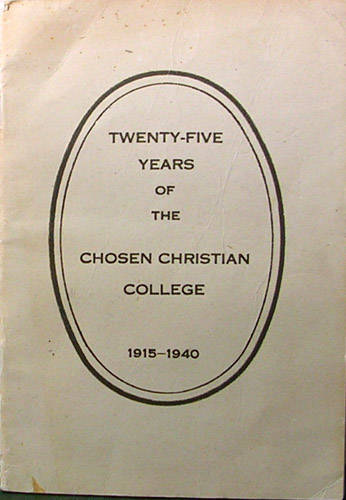 TWENTY-FIVE
YEARS
OF
THE
CHOSEN CHRISTIAN
COLLEGE
1915–1940